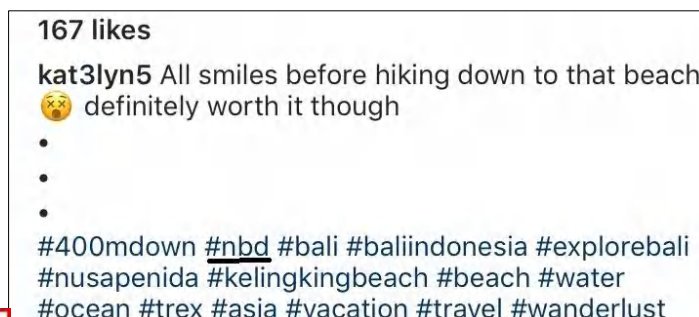 167 likes
kat3lyn5 All smiles before hiking down to that beach
😵 definitely worth it though
•
•
•
#400mdown #nbd #bali #baliindonesia #explorebali
#nusapenida #kelingkingbeach #beach #water
#ocean #trex #asia #vacation #travel #wanderlust